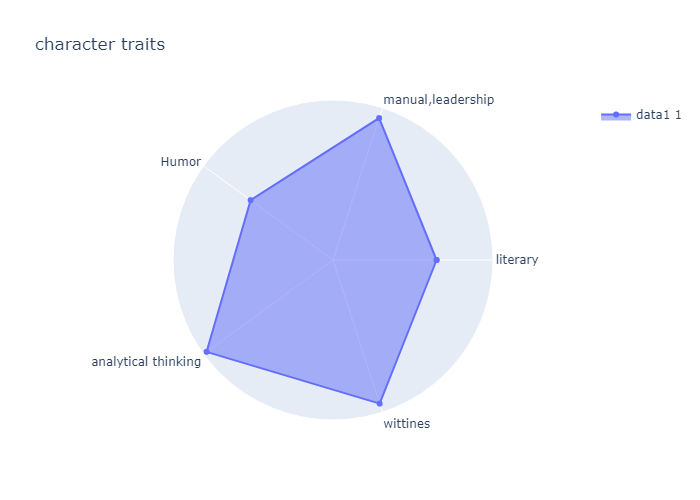 character traits
manual,leadership
data1 1
Humor
literary
analytical thinking
wittines